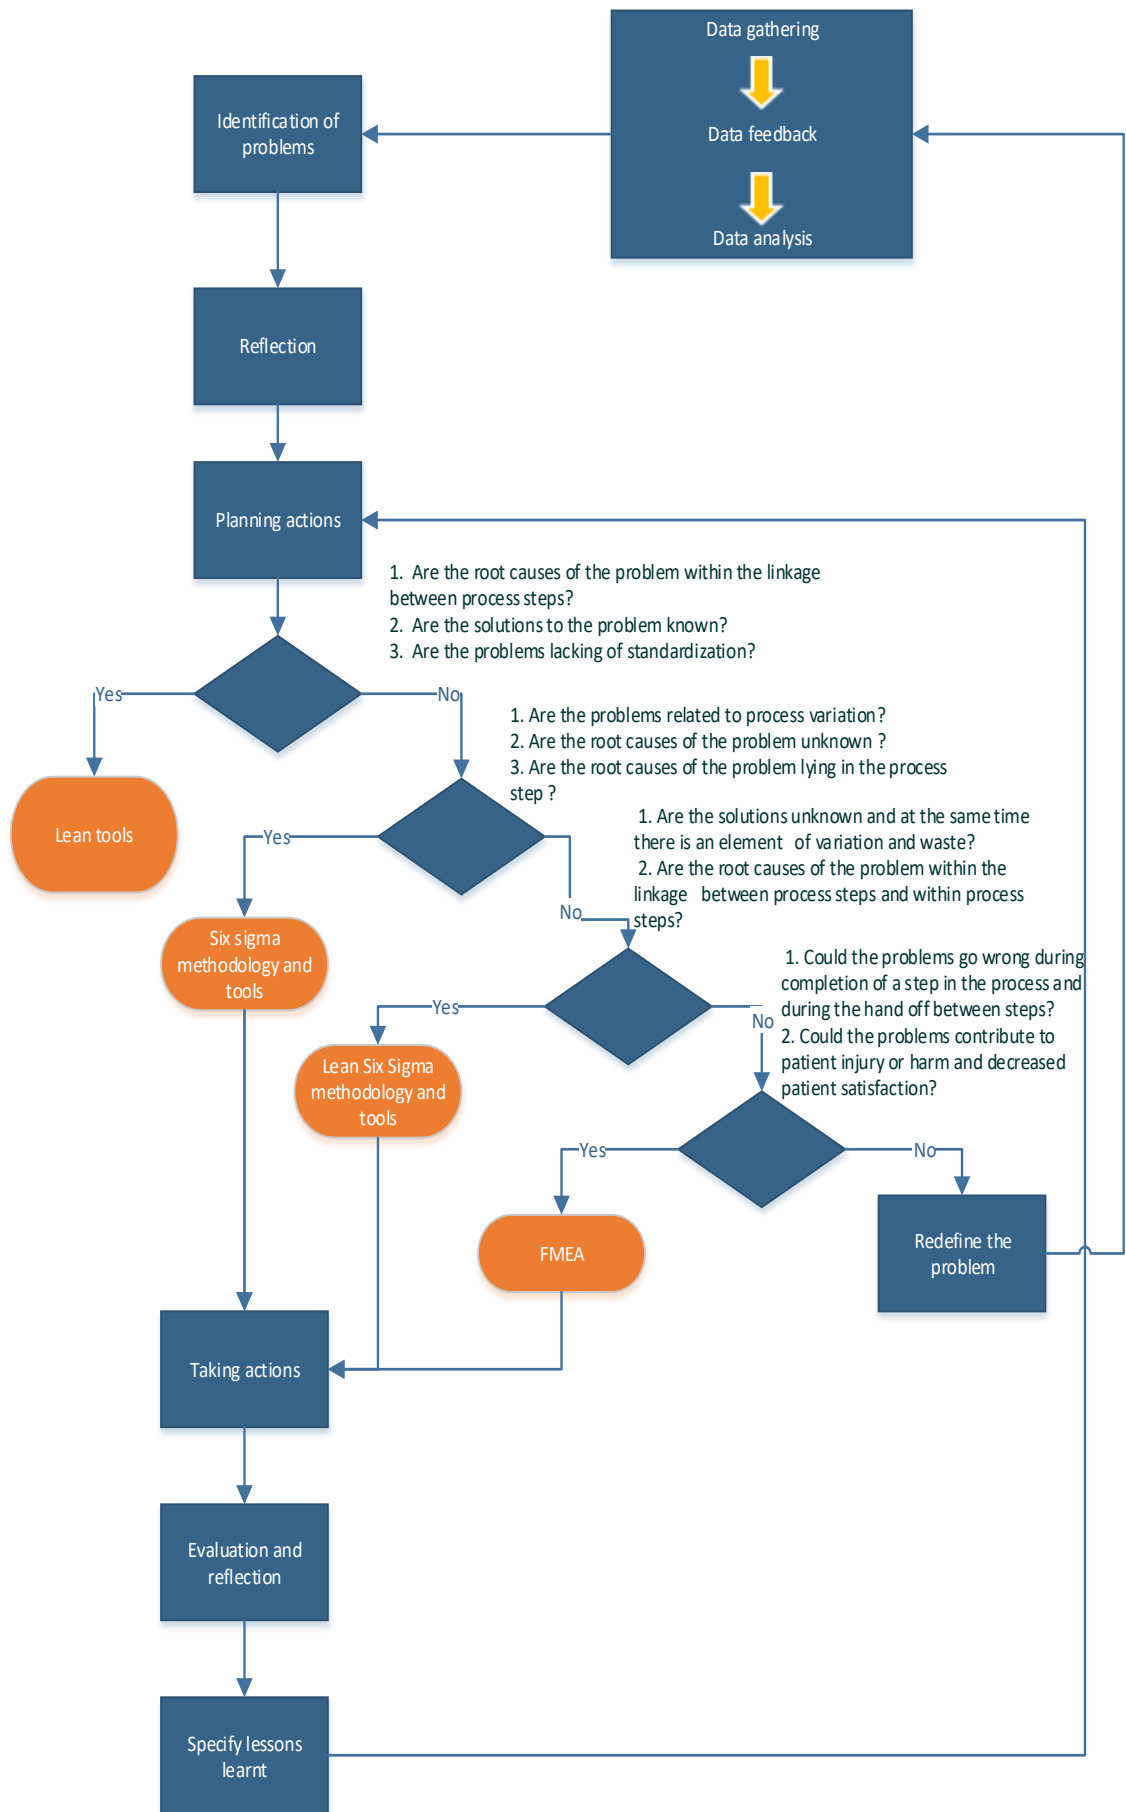 Data gathering
Data feedback
Data analysis
Identification of
problems
Reflection
Planning actions
1. Are the root causes of the problem within the linkage
between process steps?
2. Are the solutions to the problem known?
3. Are the problems lacking of standardization?
Yes
No
Lean tools
1. Are the problems related to process variation?
2. Are the root causes of the problem unknown ?
3. Are the root causes of the problem lying in the process
step ?
Yes
No
Six sigma
methodology and
tools
1. Are the solutions unknown and at the same time
there is an element of variation and waste?
2. Are the root causes of the problem within the
linkage between process steps and within process
steps?
Yes
No
Lean Six Sigma
methodology and
tools
1. Could the problems go wrong during
completion of a step in the process and
during the hand off between steps?
2. Could the problems contribute to
patient injury or harm and decreased
patient satisfaction?
Yes
No
FMEA
Redefine the
problem
Taking actions
Evaluation and
reflection
Specify lessons
learnt